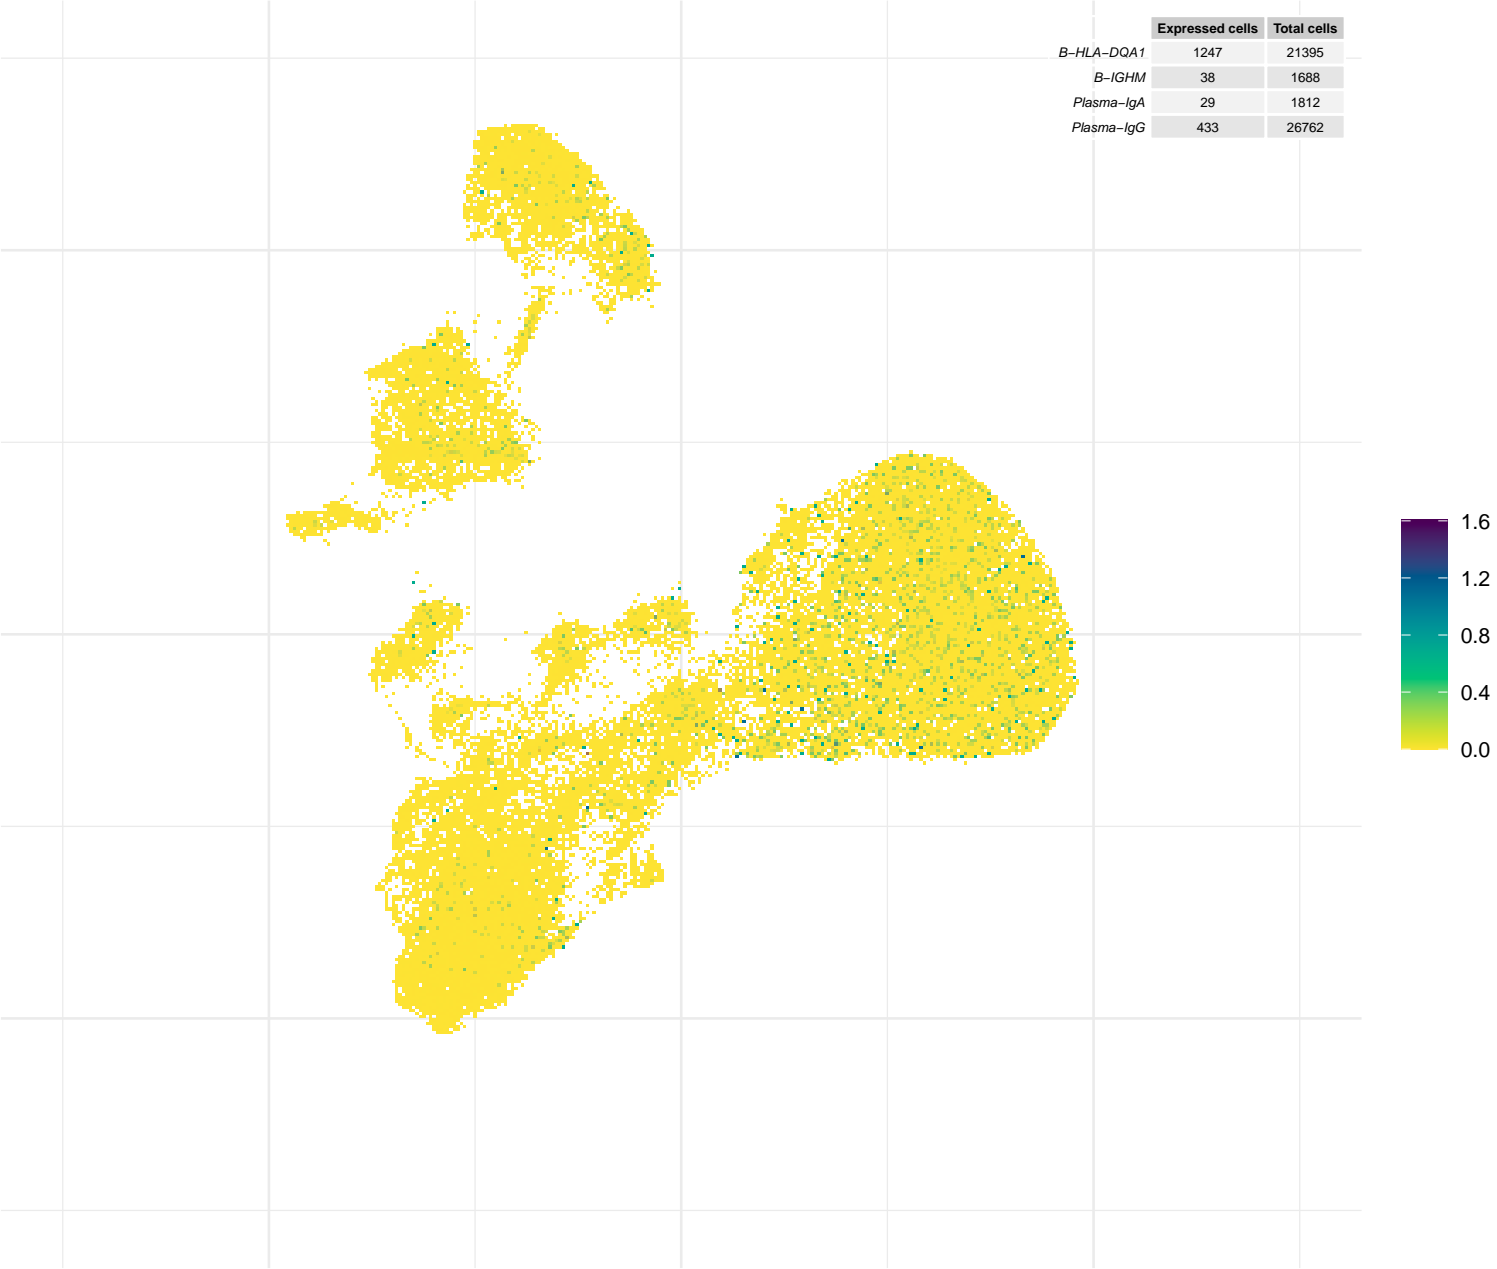 Expressed cells Total cells
B−HLA−DQA1 1247 21395
B−IGHM 38 1688
Plasma−IgA 29 1812
Plasma−IgG 433 26762
1.6
1.2
0.8
0.4
0.0